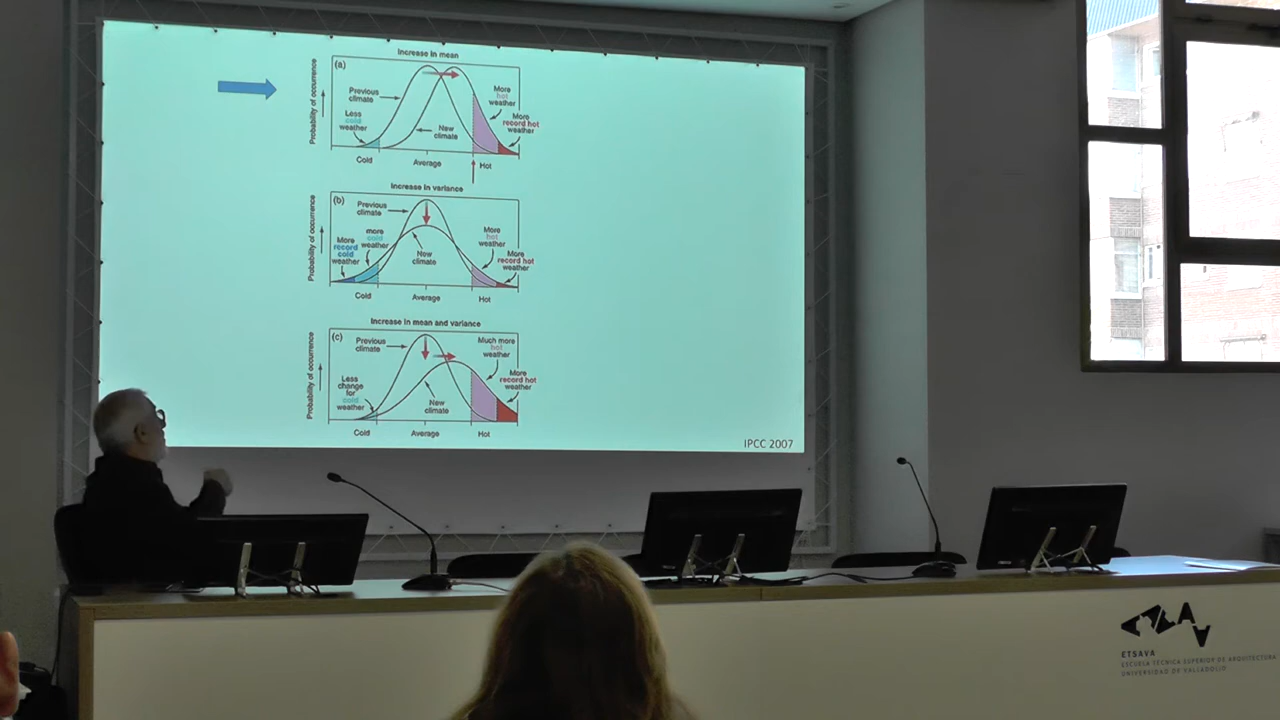 Increase in mean
(a)
Probability of occurrence
Previous
climate
Less
cold
weather
New
climate
More
hot
weather
More
record hot
weather
Cold
Average
Hot
Increase in variance
(b)
Probability of occurrence
Previous
climate
more
cold
weather
More
record
cold
weather
New
climate
More
hot
weather
More
record hot
weather
Cold
Average
Hot
Increase in mean and variance
(c)
Probability of occurrence
Previous
climate
Less
change
for
cold
weather
New
climate
Much more
hot
weather
More
record hot
weather
Cold
Average
Hot
IPCC 2007
ETSAVA
ESCUELA TÉCNICA SUPERIOR DE ARQUITECTURA
UNIVERSIDAD DE VALLADOLID